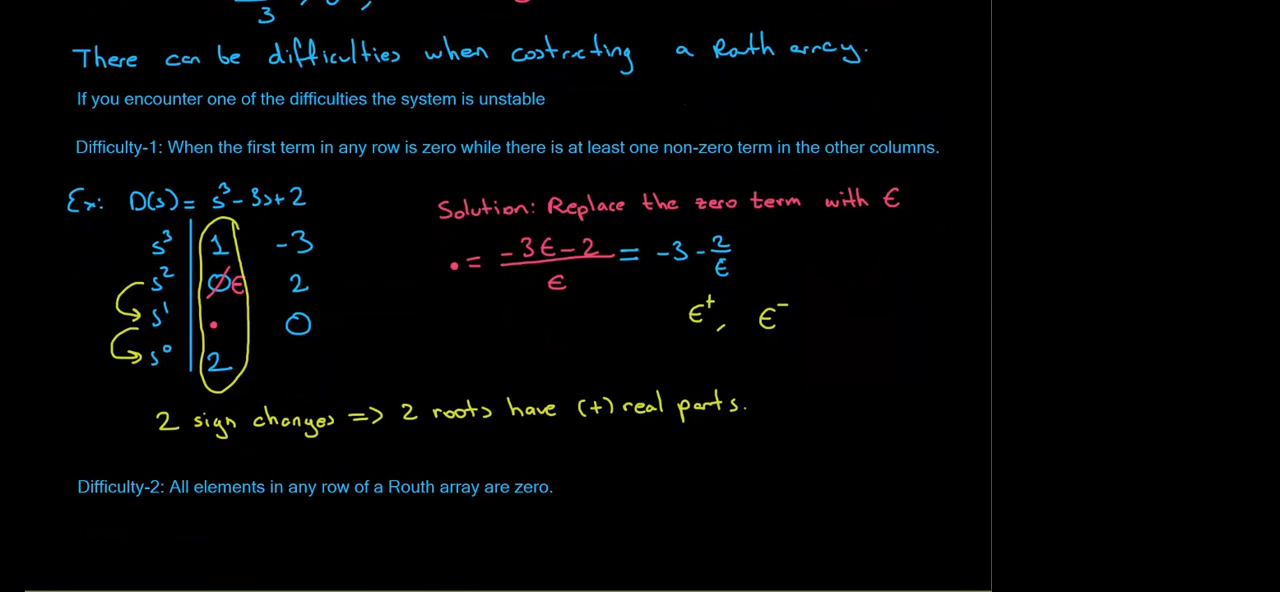 3
There can be difficulties when costructing a Routh array.
If you encounter one of the difficulties the system is unstable
Difficulty-1: When the first term in any row is zero while there is at least one non-zero term in the other columns.
Ex: D(s) = s³ - 3s + 2
Solution: Replace the zero term with ϵ
s³ | 1 -3
s² | 0 ϵ 2
s¹ | • 0
s⁰ | 2
• = (-3ϵ - 2)/ϵ = -3 - 2/ϵ
ϵ⁺, ϵ⁻
2 sign changes => 2 roots have (+) real parts.
Difficulty-2: All elements in any row of a Routh array are zero.